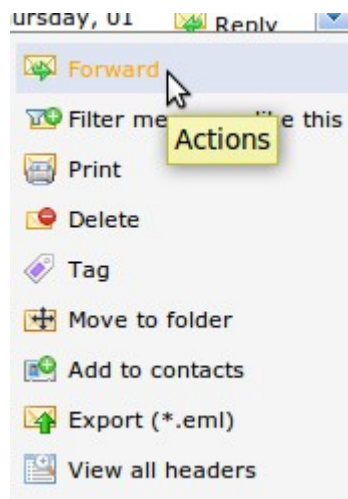 ursday, 01 Reply
Forward
Filter me like this
Actions
Print
Delete
Tag
Move to folder
Add to contacts
Export (*.eml)
View all headers